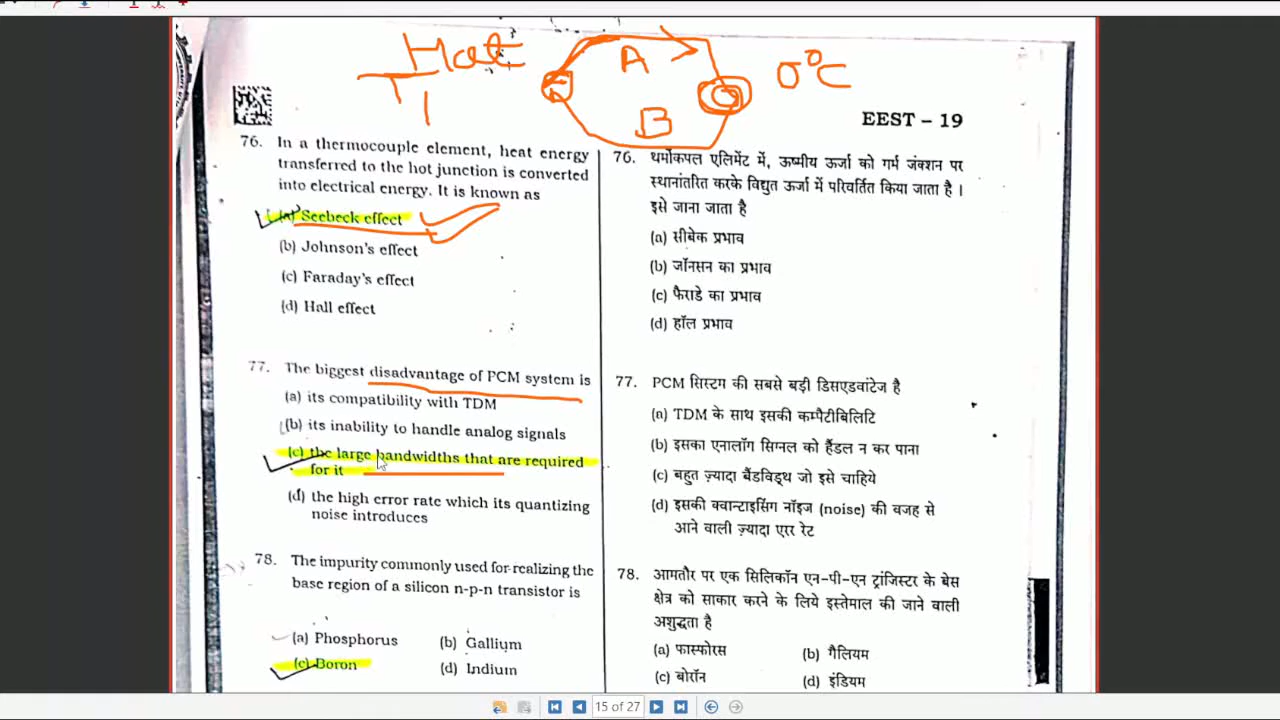 Hot
T1
A
B
0°C
EEST – 19
76. In a thermocouple element, heat energy
transferred to the hot junction is converted
into electrical energy. It is known as
(a) Seebeck effect
(b) Johnson's effect
(c) Faraday's effect
(d) Hall effect
77. The biggest disadvantage of PCM system is
(a) its compatibility with TDM
(b) its inability to handle analog signals
(c) the large bandwidths that are required
for it
(d) the high error rate which its quantizing
noise introduces
78. The impurity commonly used for realizing the
base region of a silicon n-p-n transistor is
(a) Phosphorus (b) Gallium
(c) Boron (d) Indium
76. थर्मोकपल एलिमेंट में, ऊष्मीय ऊर्जा को गर्म जंक्शन पर
स्थानांतरित करके विद्युत ऊर्जा में परिवर्तित किया जाता है ।
इसे जाना जाता है
(a) सीबेक प्रभाव
(b) जॉनसन का प्रभाव
(c) फैराडे का प्रभाव
(d) हॉल प्रभाव
77. PCM सिस्टम की सबसे बड़ी डिसएडवांटेज है
(a) TDM के साथ इसकी कम्पैटीबिलिटि
(b) इसका एनालॉग सिग्नल को हैंडल न कर पाना
(c) बहुत ज़्यादा बैंडविड्थ जो इसे चाहिये
(d) इसकी क्वान्टाइसिंग नॉइज (noise) की वजह से
आने वाली ज़्यादा एरर रेट
78. आमतौर पर एक सिलिकॉन एन-पी-एन ट्रांजिस्टर के बेस
क्षेत्र को साकार करने के लिये इस्तेमाल की जाने वाली
अशुद्धता है
(a) फास्फोरस (b) गैलियम
(c) बोरॉन (d) इंडियम
15 of 27